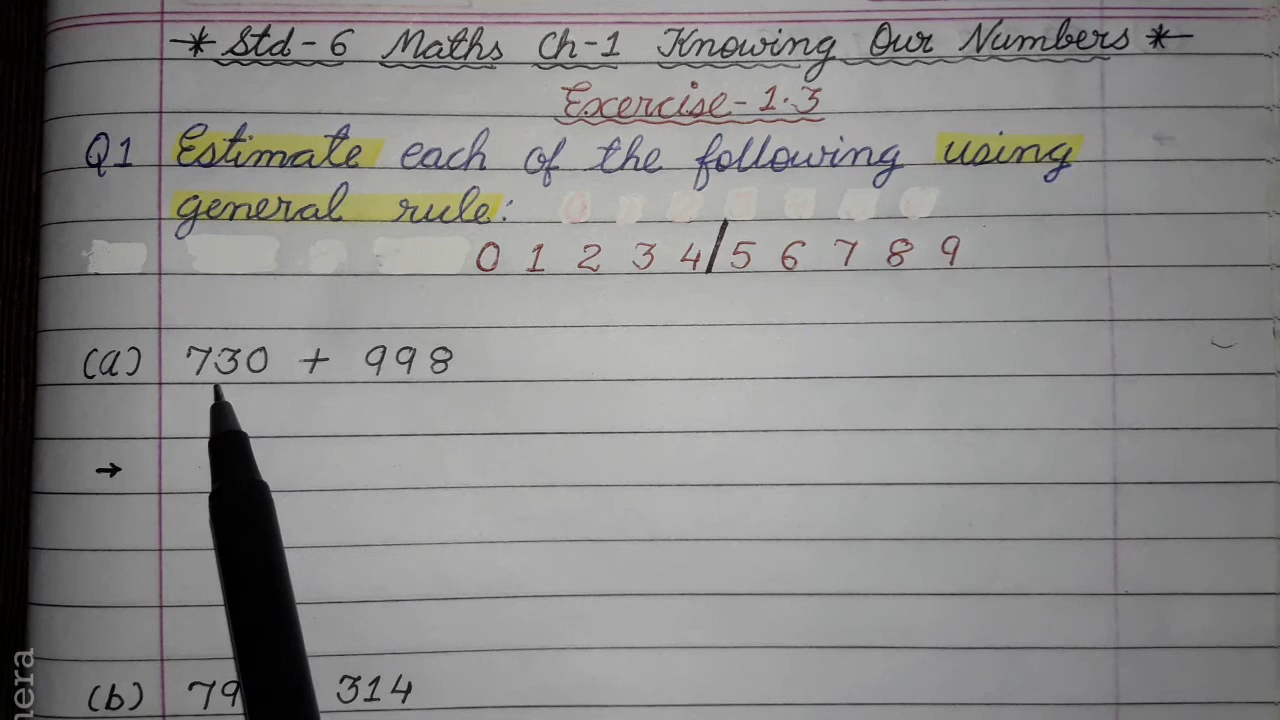 * Std - 6 Maths Ch-1 Knowing Our Numbers *
Exercise - 1.3
Q1 Estimate each of the following using
general rule:
0 1 2 3 4/5 6 7 8 9
(a) 730 + 998
→
(b) 79 314